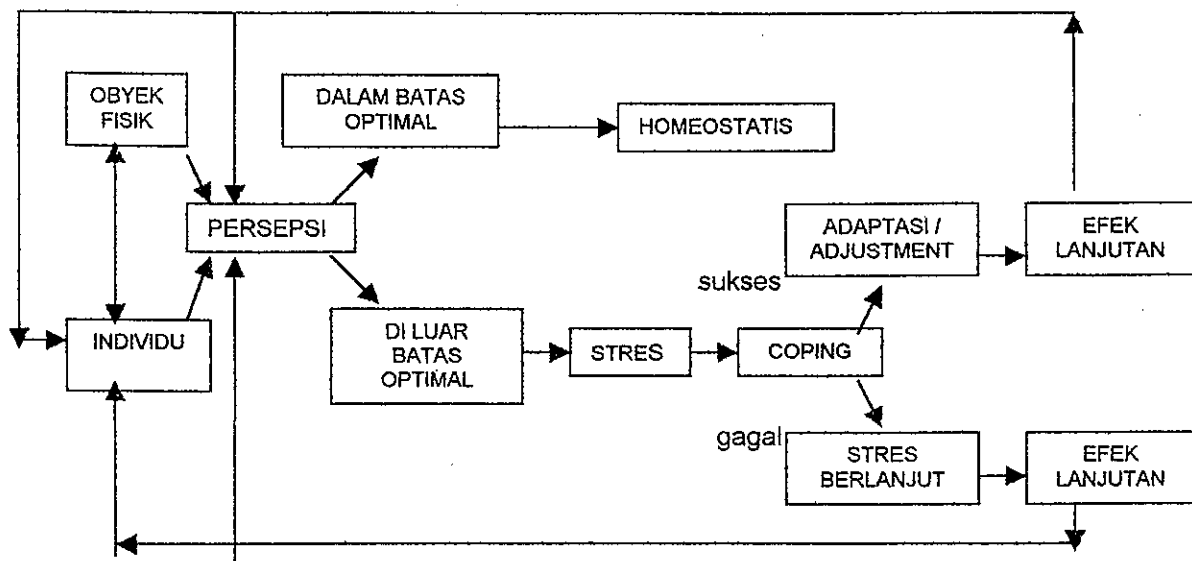 OBYEK
FISIK
DALAM BATAS
OPTIMAL
HOMEOSTATIS
PERSEPSI
ADAPTASI /
ADJUSTMENT
EFEK
LANJUTAN
sukses
INDIVIDU
DI LUAR
BATAS
OPTIMAL
STRES
COPING
gagal
STRES
BERLANJUT
EFEK
LANJUTAN